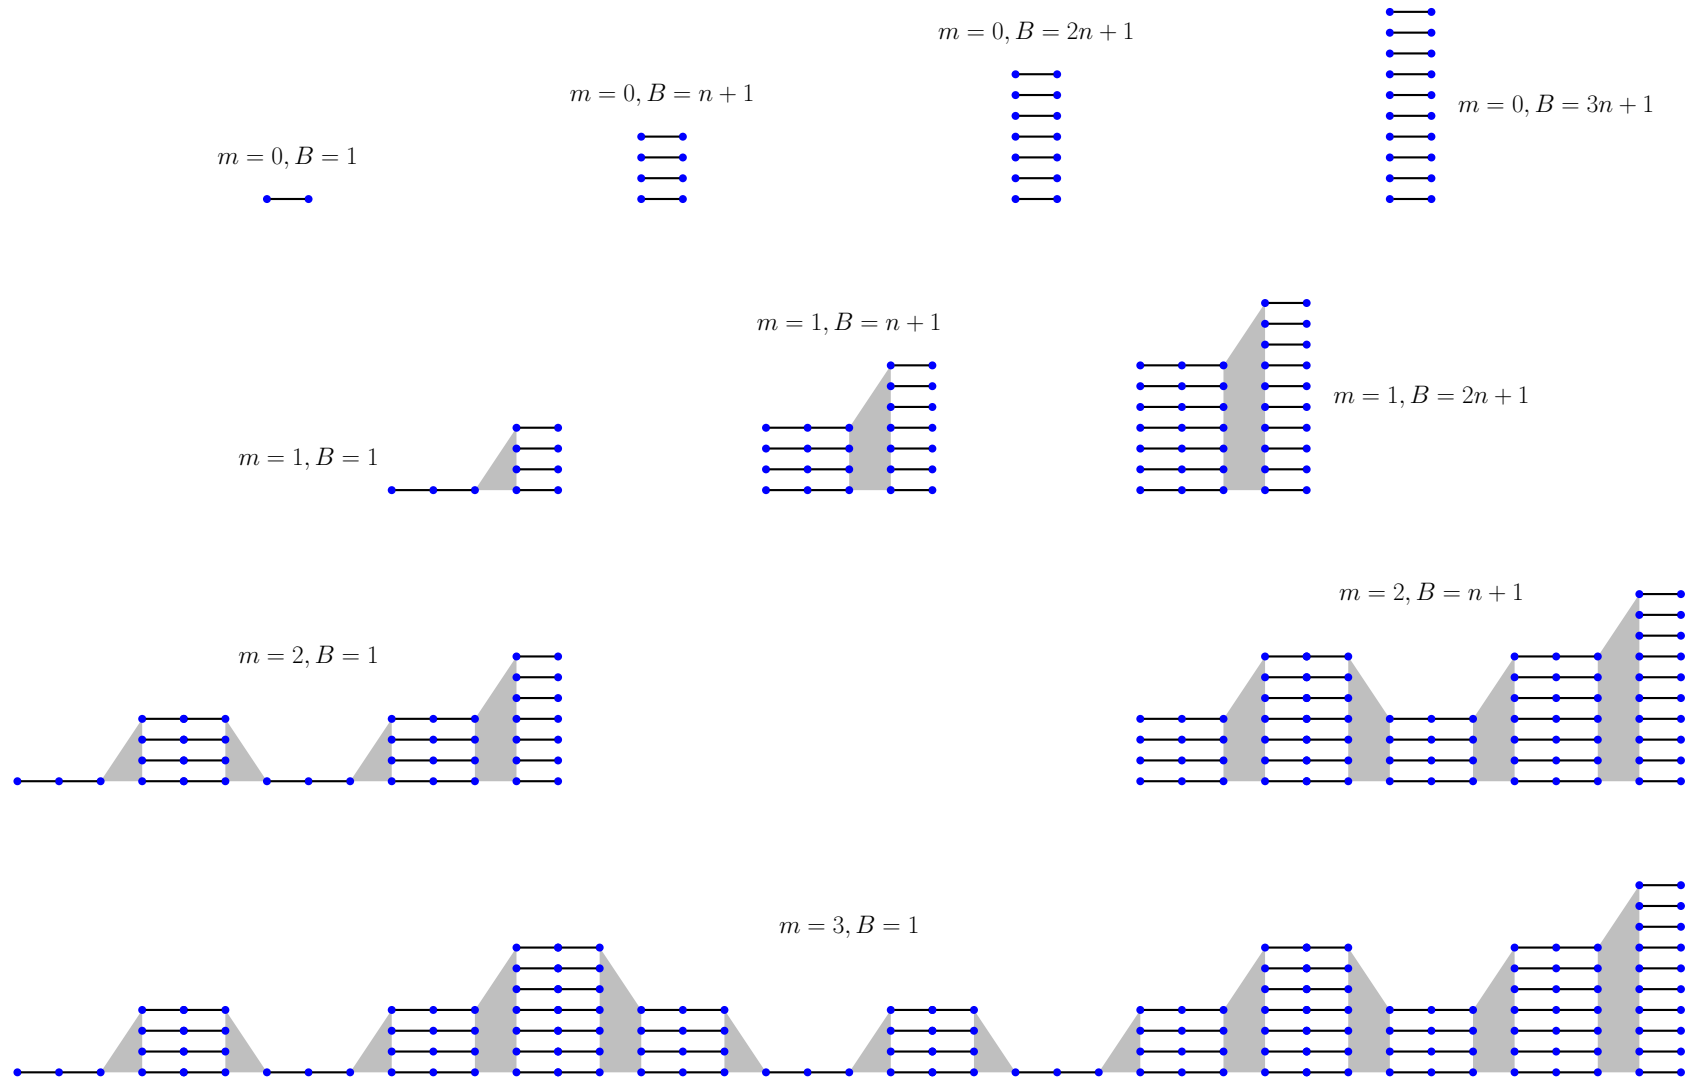 m = 0, B = 1
m = 0, B = n + 1
m = 0, B = 2n + 1
m = 0, B = 3n + 1
m = 1, B = 1
m = 1, B = n + 1
m = 1, B = 2n + 1
m = 2, B = 1
m = 2, B = n + 1
m = 3, B = 1